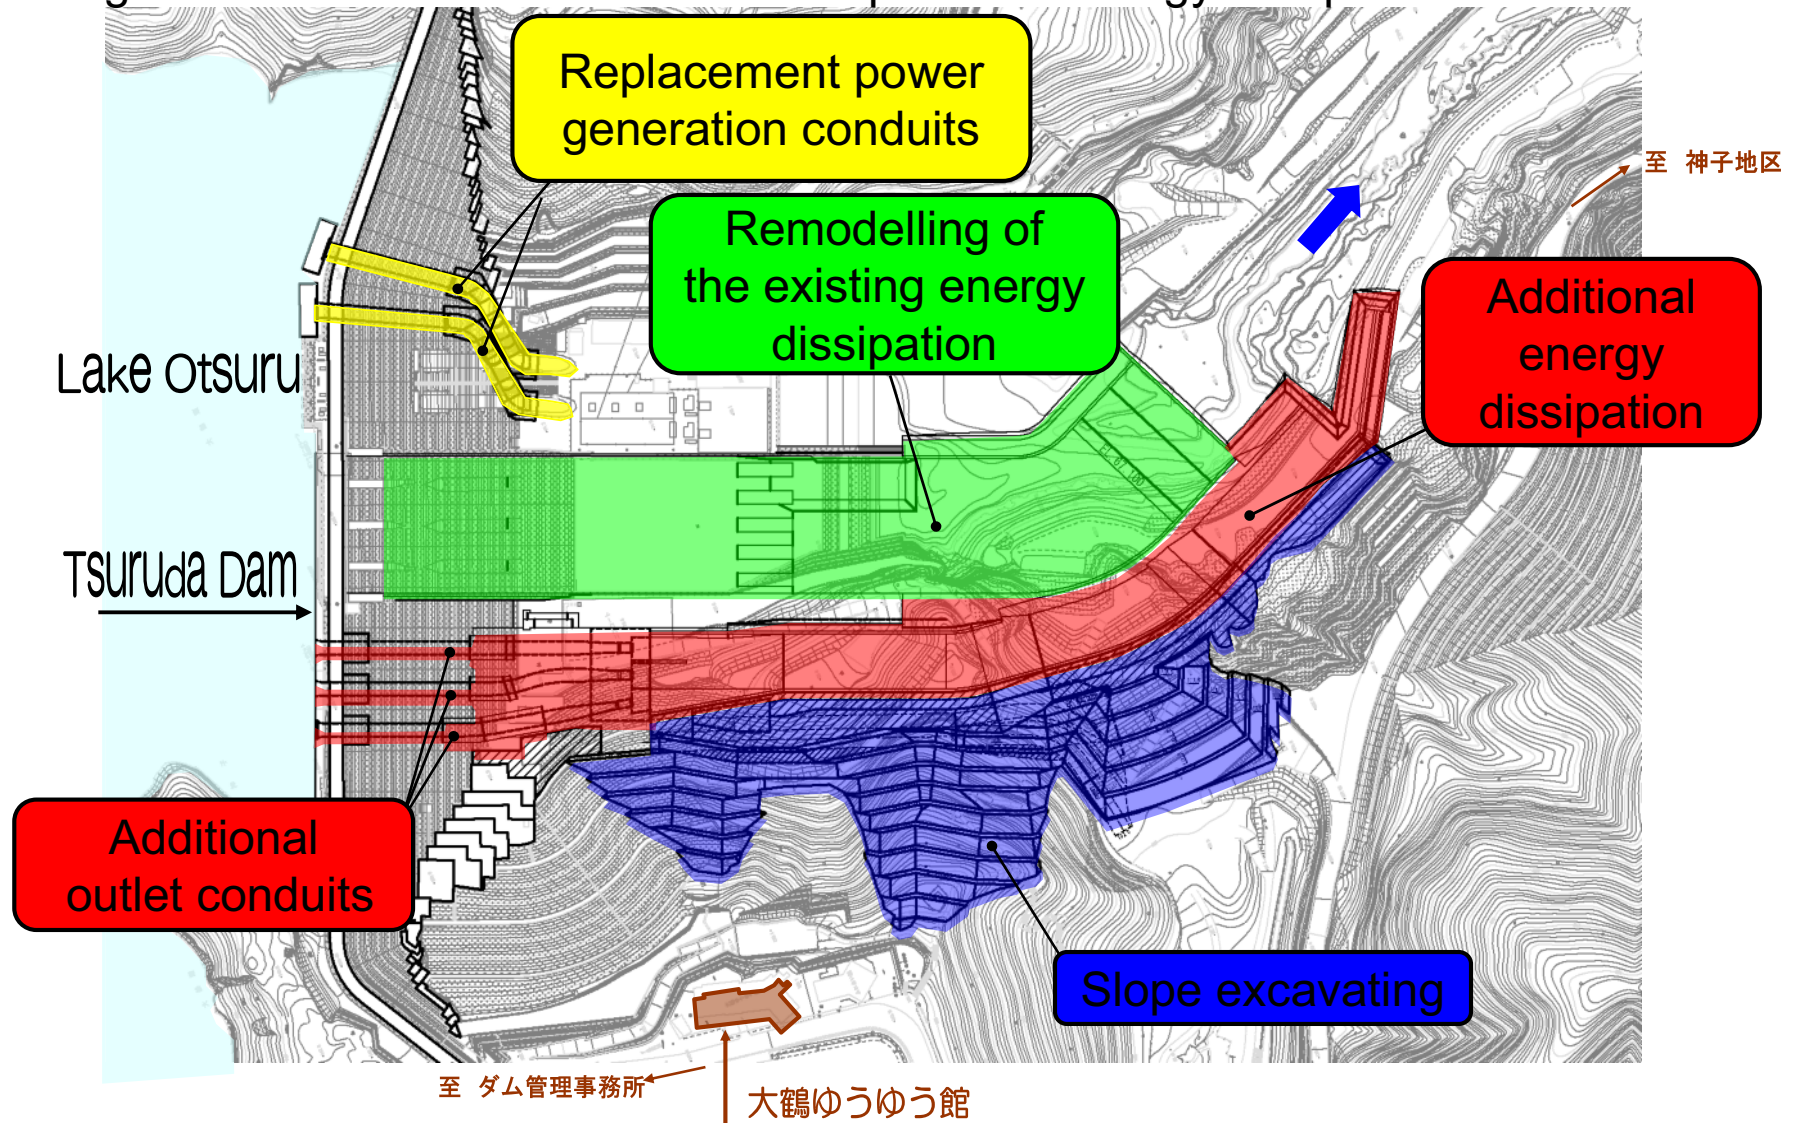 Replacement power
generation conduits
Remodelling of
the existing energy
dissipation
至 神子地区
Additional
energy
dissipation
Lake Otsuru
Tsuruda Dam
Additional
outlet conduits
Slope excavating
至 ダム管理事務所
大鶴ゆうゆう館